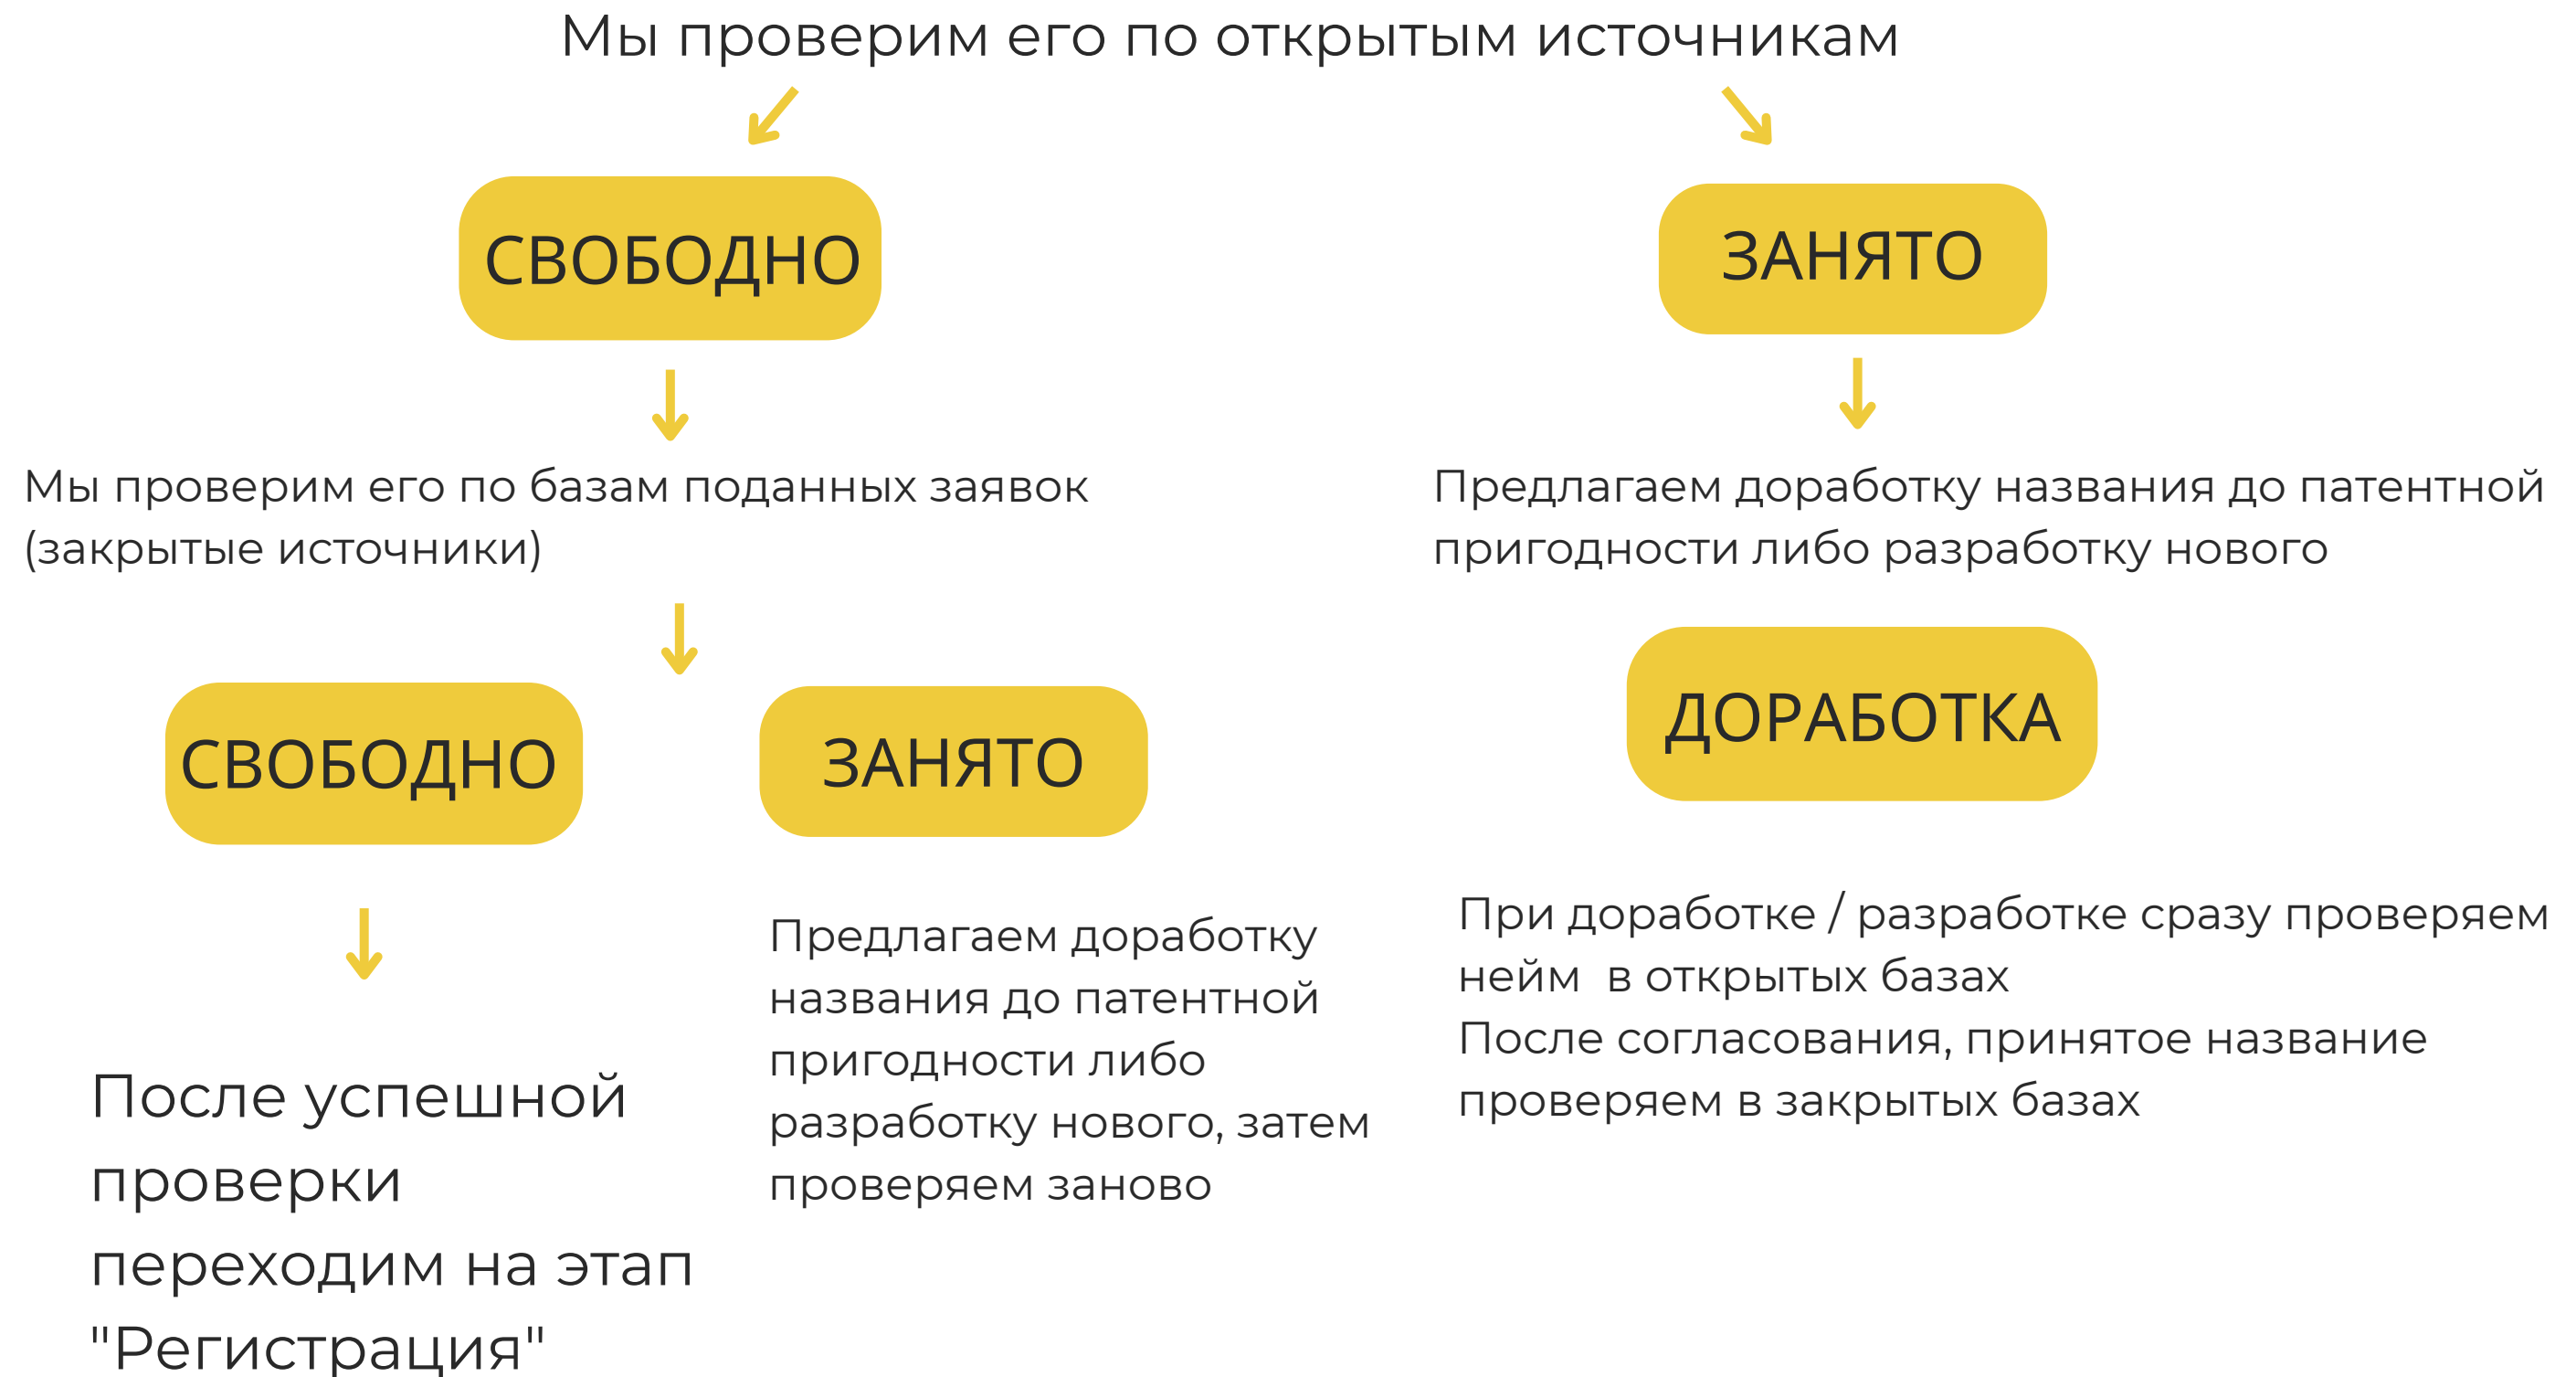 Мы проверим его по открытым источникам
СВОБОДНО
ЗАНЯТО
Мы проверим его по базам поданных заявок
(закрытые источники)
Предлагаем доработку названия до патентной
пригодности либо разработку нового
СВОБОДНО
ЗАНЯТО
ДОРАБОТКА
После успешной
проверки
переходим на этап
"Регистрация"
Предлагаем доработку
названия до патентной
пригодности либо
разработку нового, затем
проверяем заново
При доработке / разработке сразу проверяем
нейм  в открытых базах
После согласования, принятое название
проверяем в закрытых базах